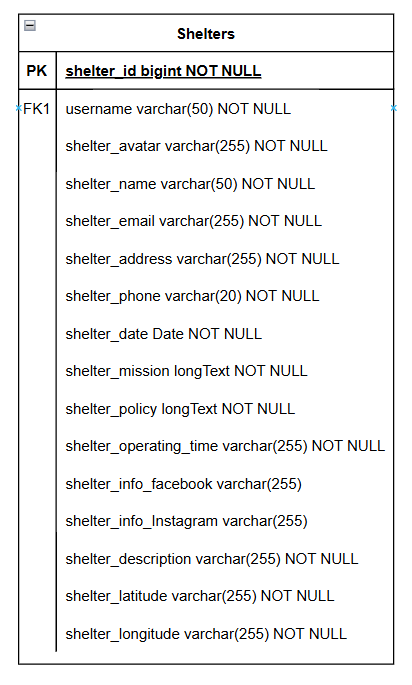 Shelters
PK shelter_id bigint NOT NULL
FK1 username varchar(50) NOT NULL
shelter_avatar varchar(255) NOT NULL
shelter_name varchar(50) NOT NULL
shelter_email varchar(255) NOT NULL
shelter_address varchar(255) NOT NULL
shelter_phone varchar(20) NOT NULL
shelter_date Date NOT NULL
shelter_mission longText NOT NULL
shelter_policy longText NOT NULL
shelter_operating_time varchar(255) NOT NULL
shelter_info_facebook varchar(255)
shelter_info_Instagram varchar(255)
shelter_description varchar(255) NOT NULL
shelter_latitude varchar(255) NOT NULL
shelter_longitude varchar(255) NOT NULL